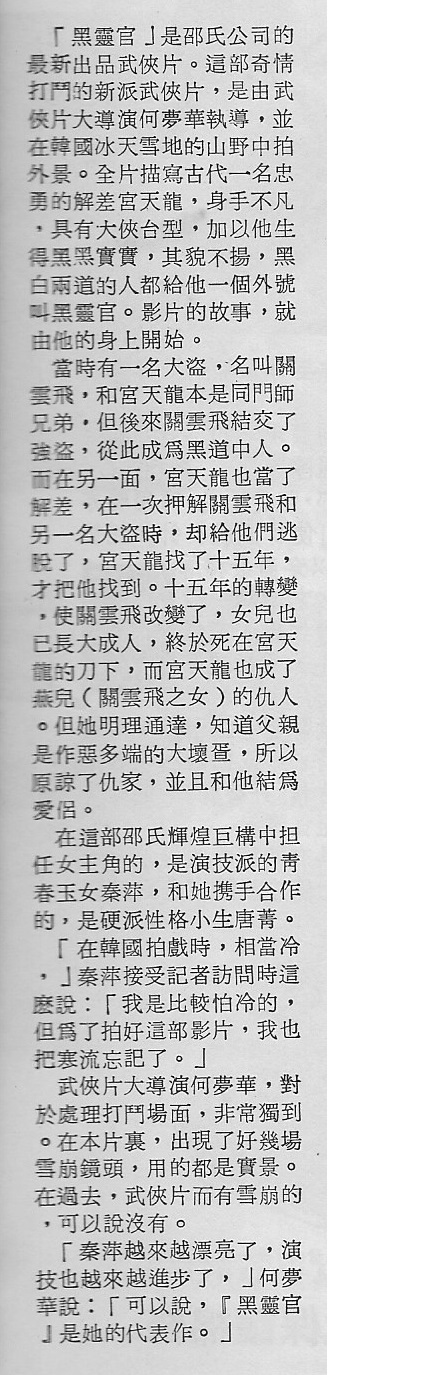 「黑靈官」是邵氏公司的
最新出品武俠片。這部奇情
打鬥的新派武俠片，是由武
俠片大導演何夢華執導，並
在韓國冰天雪地的山野中拍
外景。全片描寫古代一名忠
勇的解差宮天龍，身手不凡
，具有大俠台型，加以他生
得黑黑實實，其貌不揚，黑
白兩道的人都給他一個外號
叫黑靈官。影片的故事，就
由他的身上開始。
當時有一名大盜，名叫關
雲飛，和宮天龍本是同門師
兄弟，但後來關雲飛結交了
強盜，從此成爲黑道中人。
而在另一面，宮天龍也當了
解差，在一次押解關雲飛和
另一名大盜時，却給他們逃
脫了，宮天龍找了十五年，
才把他找到。十五年的轉變
，使關雲飛改變了，女兒也
已長大成人，終於死在宮天
龍的刀下，而宮天龍也成了
燕兒（關雲飛之女）的仇人
。但她明理通達，知道父親
是作惡多端的大壞蛋，所以
原諒了仇家，並且和他結爲
愛侶。
在這部邵氏輝煌巨構中担
任女主角的，是演技派的靑
春玉女秦萍，和她携手合作
的，是硬派性格小生唐菁。
「在韓國拍戲時，相當冷
，」秦萍接受記者訪問時這
麽說：「我是比較怕冷的，
但爲了拍好這部影片，我也
把寒流忘記了。」
武俠片大導演何夢華，對
於處理打鬥場面，非常獨到
。在本片裏，出現了好幾場
雪崩鏡頭，用的都是實景。
在過去，武俠片而有雪崩的
，可以說沒有。
「秦萍越來越漂亮了，演
技也越來越進步了，」何夢
華說：「可以說，『黑靈官
』是她的代表作。」